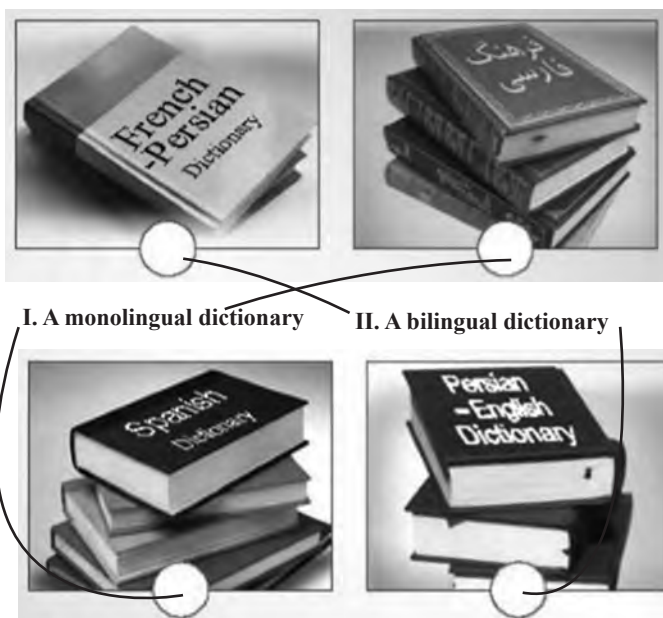 French
-Persian
Dictionary
فرهنگ
فارسی
I. A monolingual dictionary
II. A bilingual dictionary
Spanish
Dictionary
Persian
- English
Dictionary